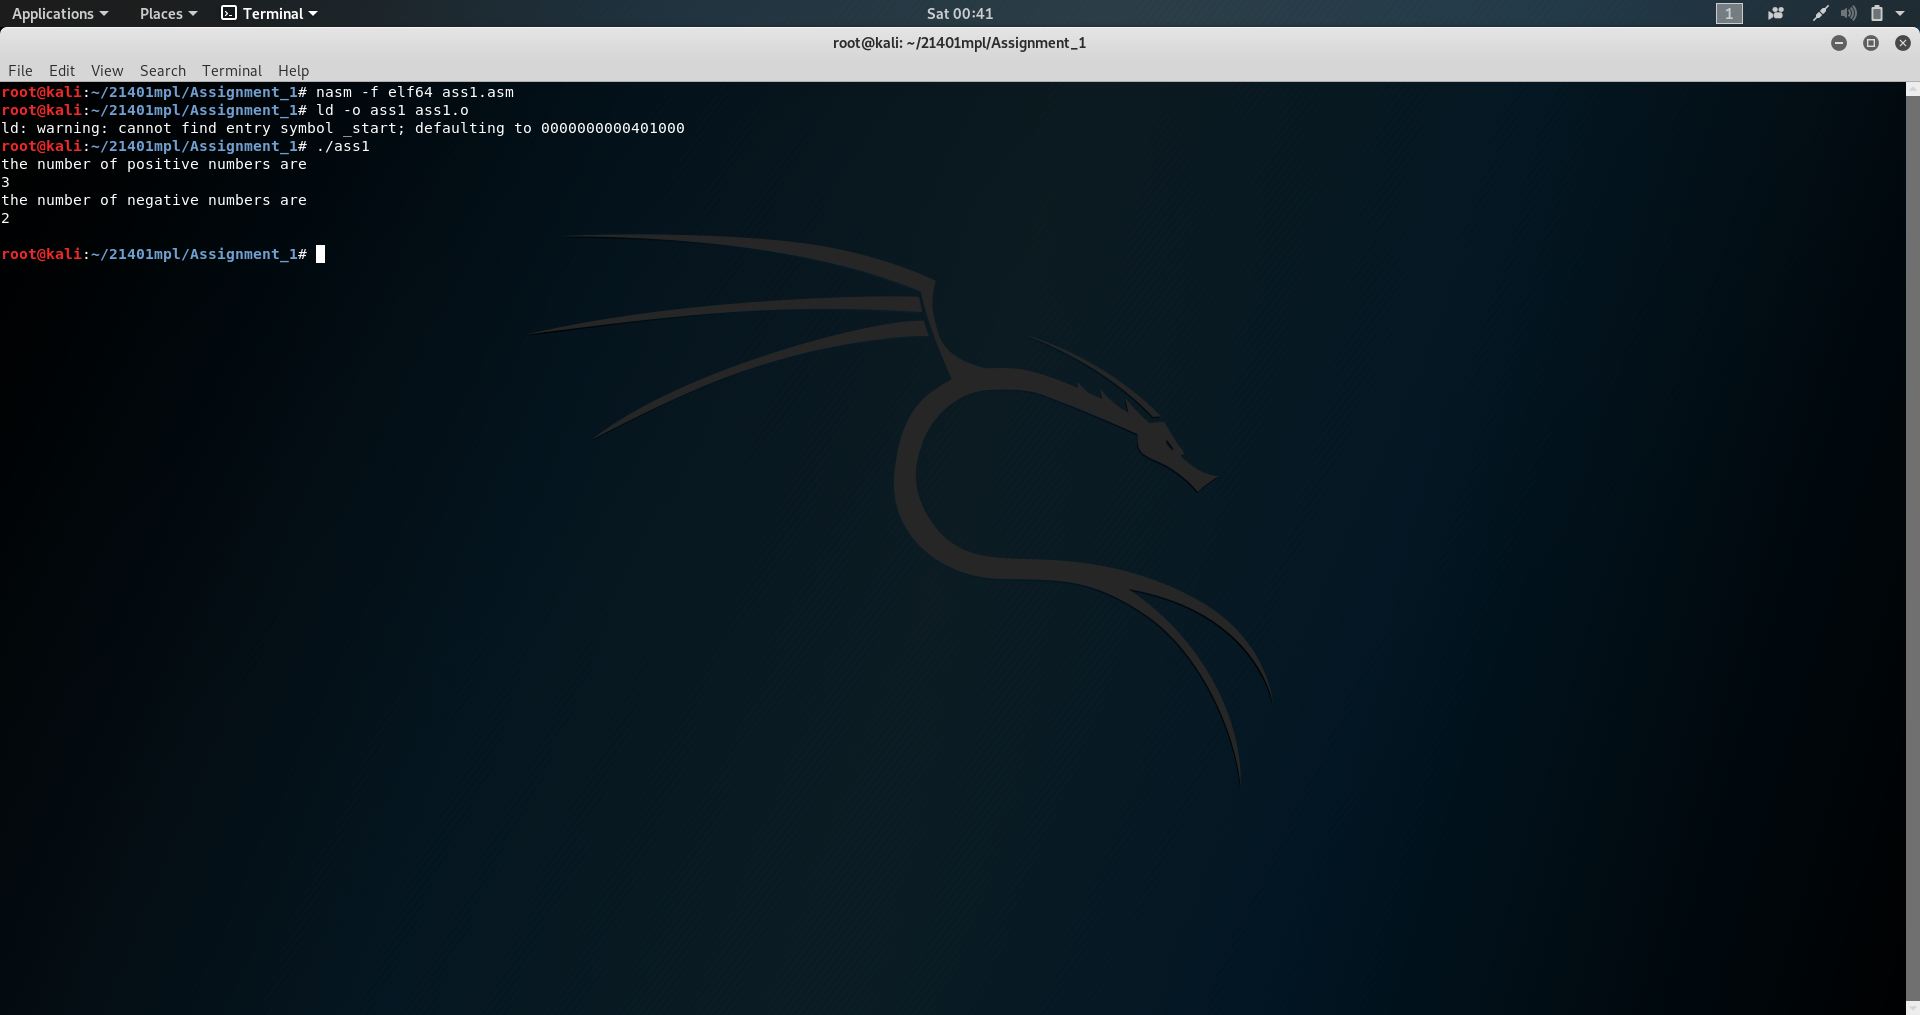 Applications Places Terminal Sat 00:41 1
root@kali: ~/21401mpl/Assignment_1
File Edit View Search Terminal Help
root@kali:~/21401mpl/Assignment_1# nasm -f elf64 ass1.asm
root@kali:~/21401mpl/Assignment_1# ld -o ass1 ass1.o
ld: warning: cannot find entry symbol _start; defaulting to 0000000000401000
root@kali:~/21401mpl/Assignment_1# ./ass1
the number of positive numbers are
3
the number of negative numbers are
2
root@kali:~/21401mpl/Assignment_1#